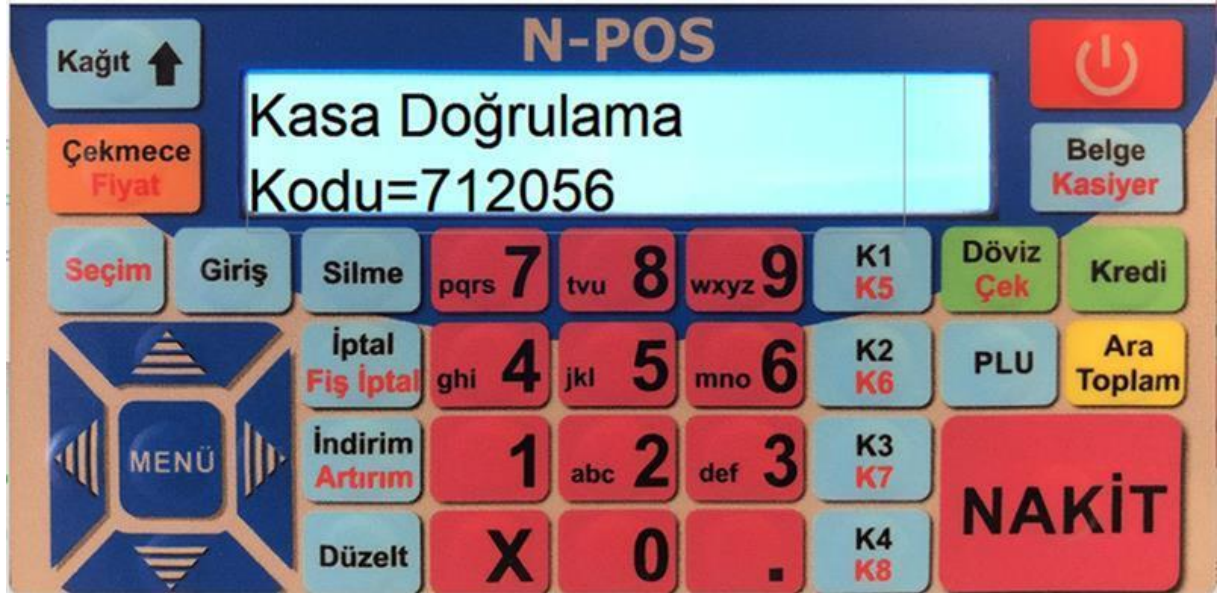 N-POS
Kağıt
Kasa Doğrulama
Kodu=712056
Çekmece
Fiyat
Belge
Kasiyer
Seçim
Giriş
Silme
pqrs 7
tvu 8
wxyz 9
K1
K5
Döviz
Çek
Kredi
İptal
Fiş İptal
ghi 4
jkl 5
mno 6
K2
K6
PLU
Ara
Toplam
MENÜ
İndirim
Artırım
1
abc 2
def 3
K3
K7
NAKİT
Düzelt
X
0
.
K4
K8